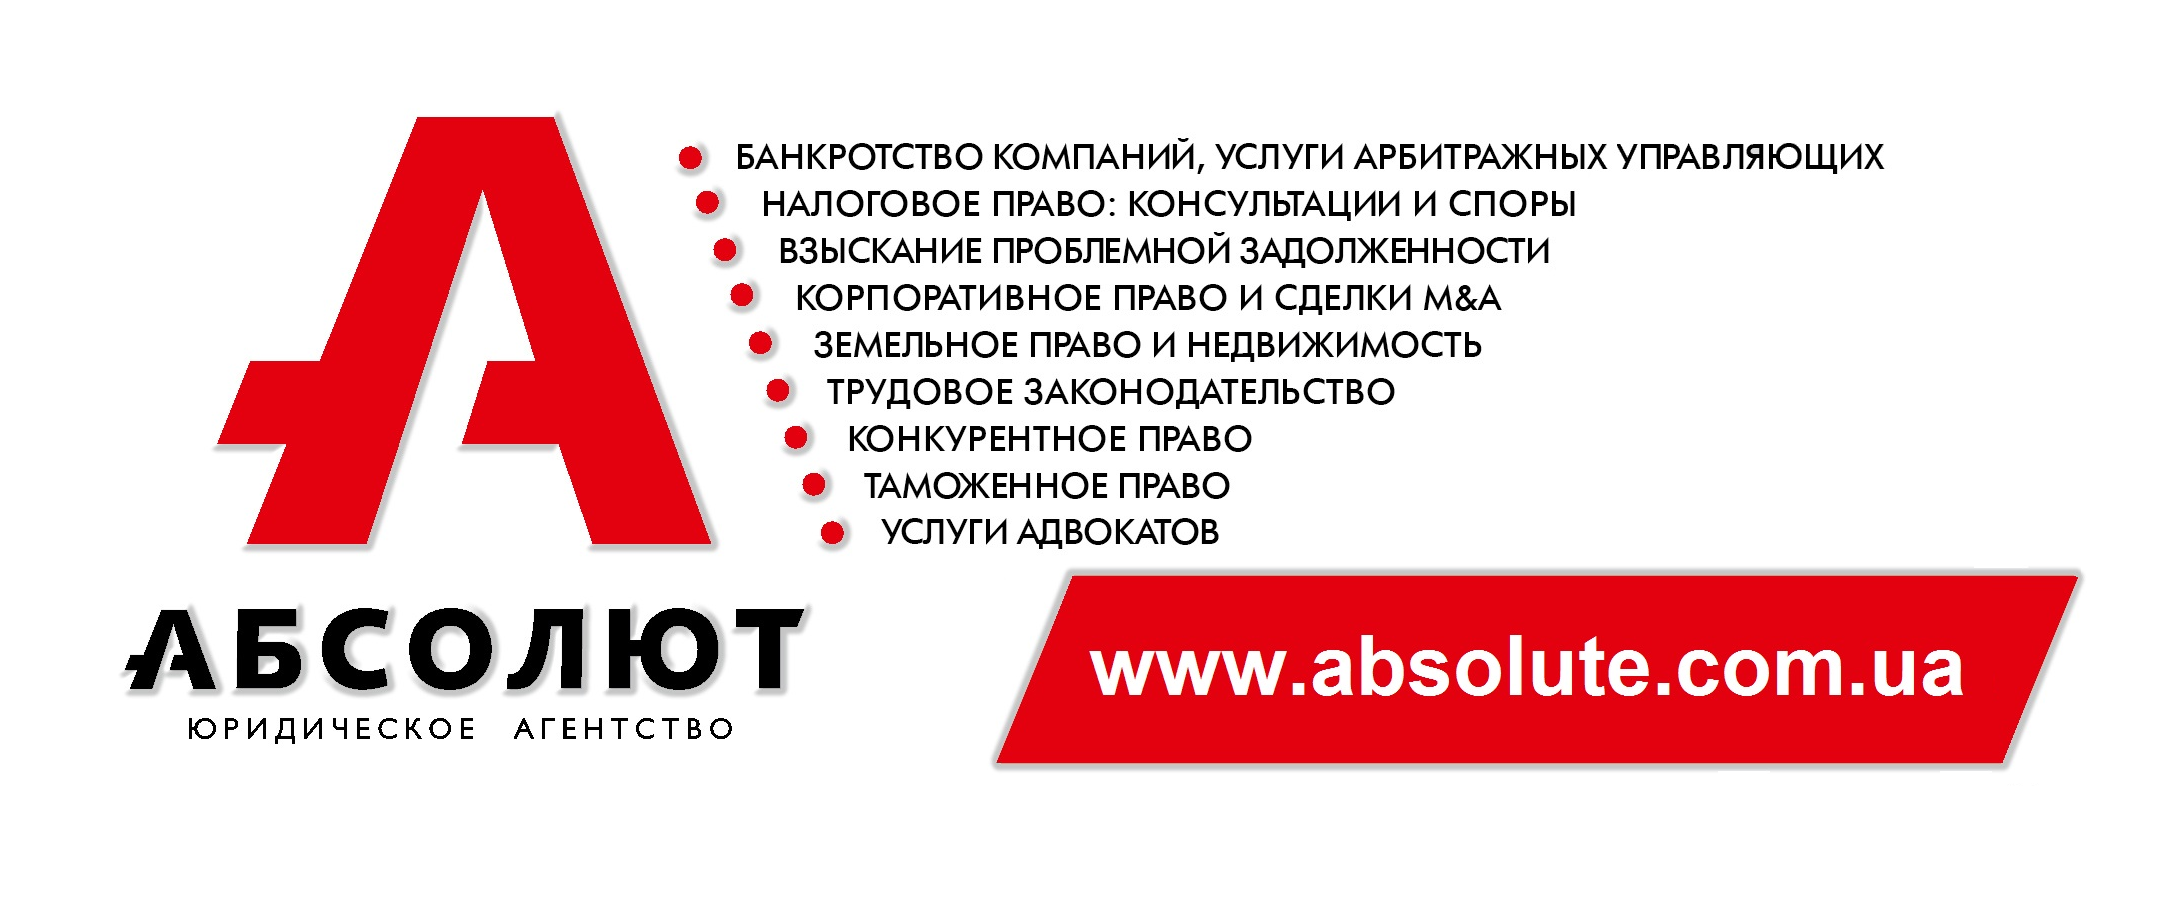 БАНКРОТСТВО КОМПАНИЙ, УСЛУГИ АРБИТРАЖНЫХ УПРАВЛЯЮЩИХ
НАЛОГОВОЕ ПРАВО: КОНСУЛЬТАЦИИ И СПОРЫ
ВЗЫСКАНИЕ ПРОБЛЕМНОЙ ЗАДОЛЖЕННОСТИ
КОРПОРАТИВНОЕ ПРАВО И СДЕЛКИ M&A
ЗЕМЕЛЬНОЕ ПРАВО И НЕДВИЖИМОСТЬ
ТРУДОВОЕ ЗАКОНОДАТЕЛЬСТВО
КОНКУРЕНТНОЕ ПРАВО
ТАМОЖЕННОЕ ПРАВО
УСЛУГИ АДВОКАТОВ
АБСОЛЮТ
ЮРИДИЧЕСКОЕ АГЕНТСТВО
www.absolute.com.ua